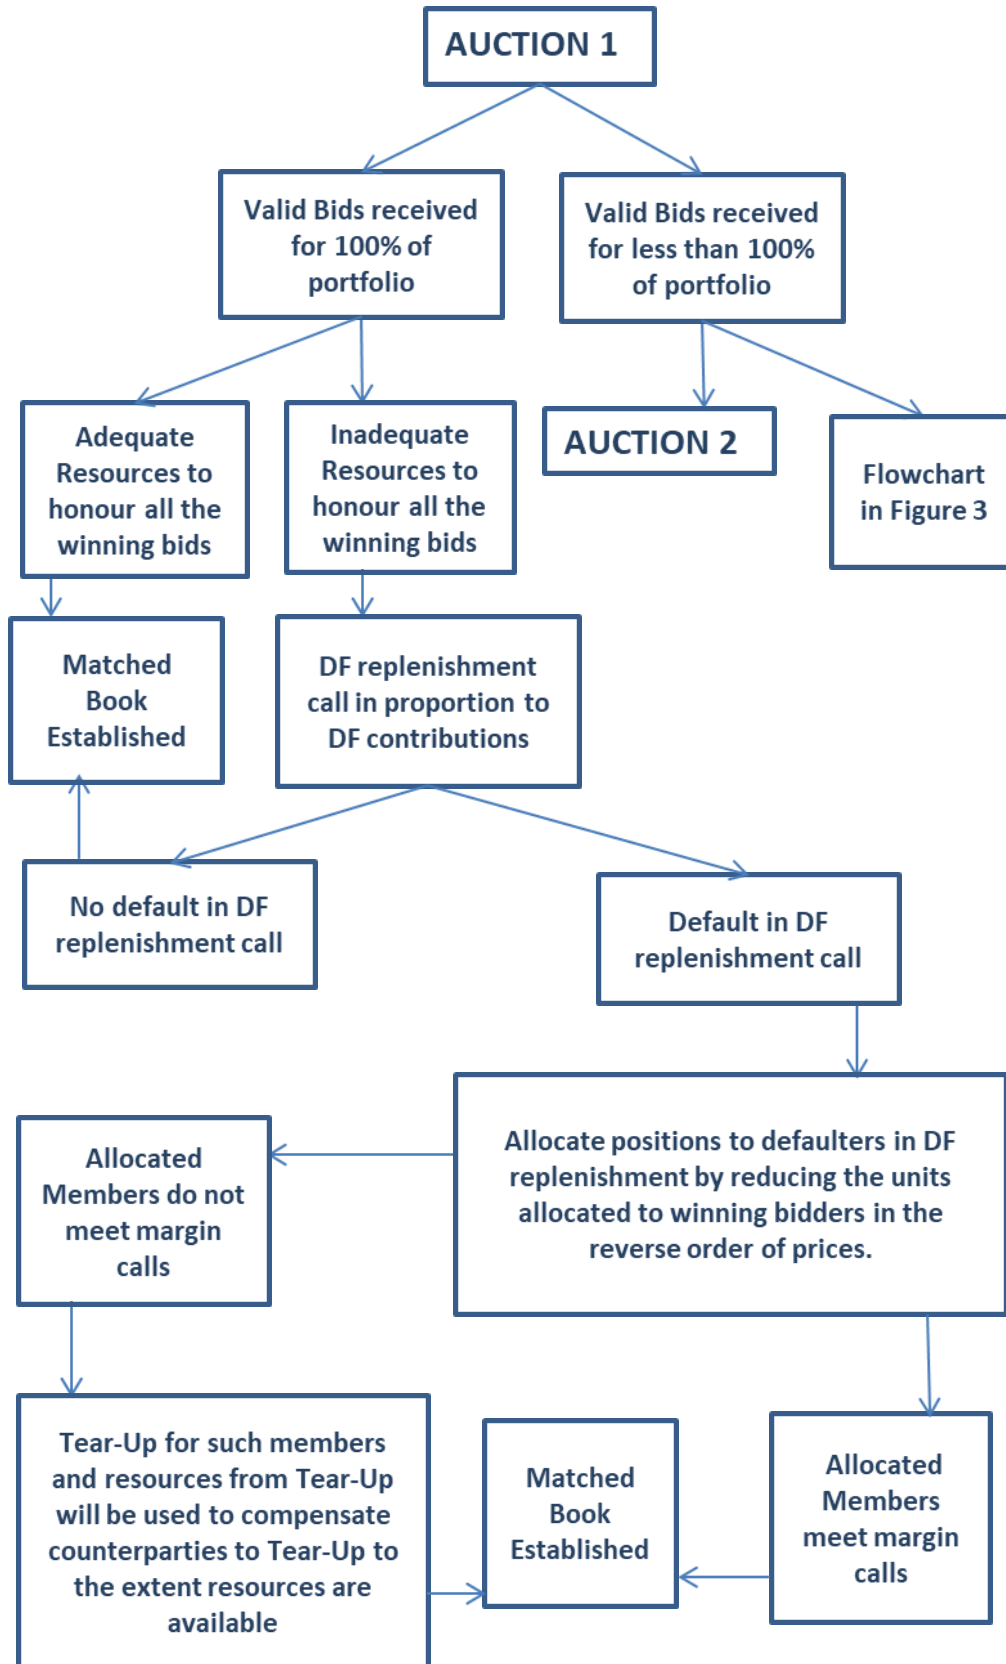 AUCTION 1
Valid Bids received
for 100% of
portfolio
Valid Bids received
for less than 100%
of portfolio
Adequate
Resources to
honour all the
winning bids
Inadequate
Resources to
honour all the
winning bids
AUCTION 2
Flowchart
in Figure 3
Matched
Book
Established
DF replenishment
call in proportion to
DF contributions
No default in DF
replenishment call
Default in DF
replenishment call
Allocated
Members do not
meet margin
calls
Allocate positions to defaulters in DF
replenishment by reducing the units
allocated to winning bidders in the
reverse order of prices.
Tear-Up for such members
and resources from Tear-Up
will be used to compensate
counterparties to Tear-Up to
the extent resources are
available
Matched
Book
Established
Allocated
Members
meet margin
calls